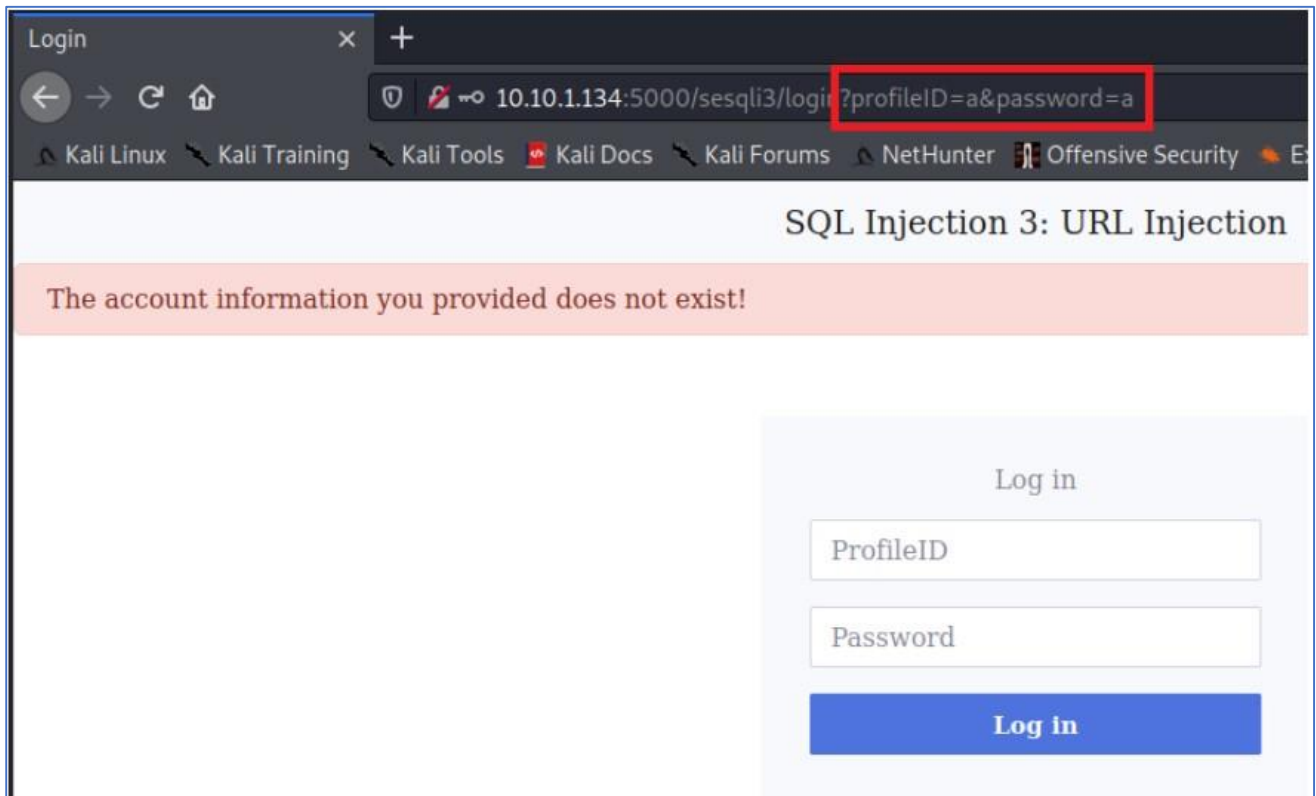 Login × +
10.10.1.134:5000/sesqli3/login?profileID=a&password=a
Kali Linux Kali Training Kali Tools Kali Docs Kali Forums NetHunter Offensive Security
SQL Injection 3: URL Injection
The account information you provided does not exist!
Log in
ProfileID
Password
Log in